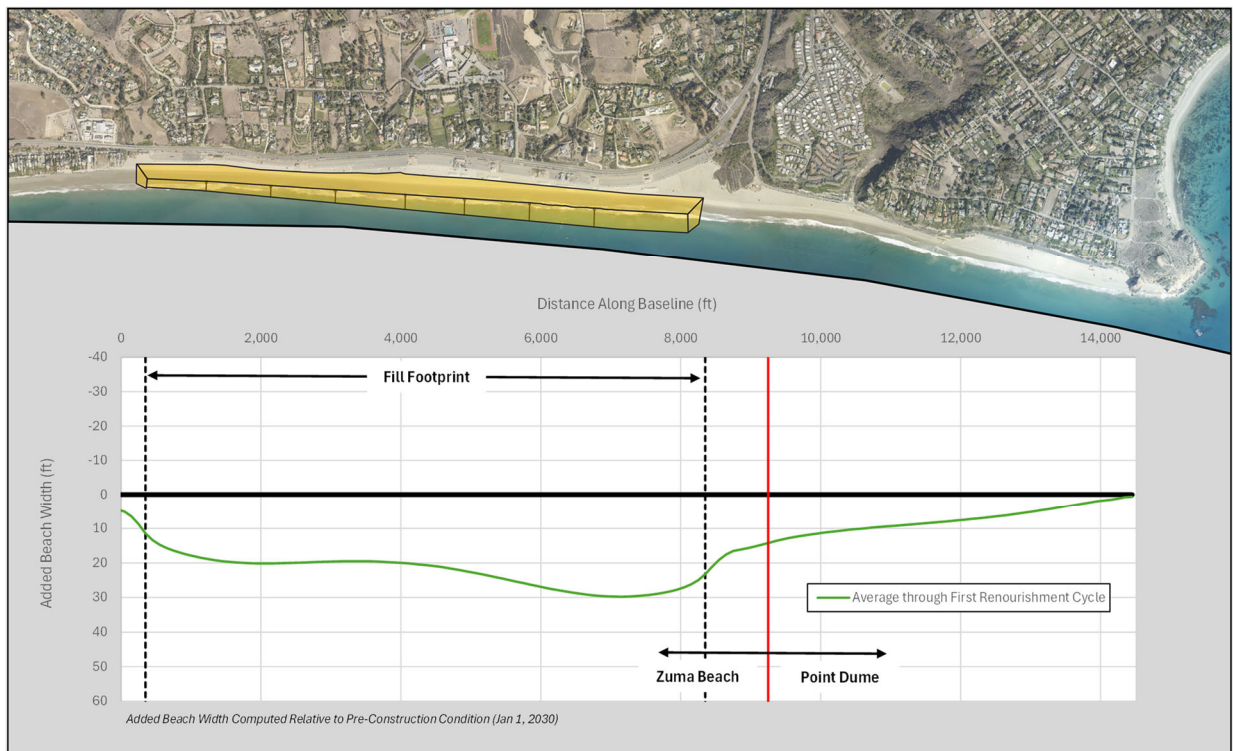 Distance Along Baseline (ft)
0 2,000 4,000 6,000 8,000 10,000 12,000 14,000
-40
Fill Footprint
-30
-20
-10
Added Beach Width (ft)
0
10
20
30
Average through First Renourishment Cycle
40
50
Zuma Beach Point Dume
60
Added Beach Width Computed Relative to Pre-Construction Condition (Jan 1, 2030)